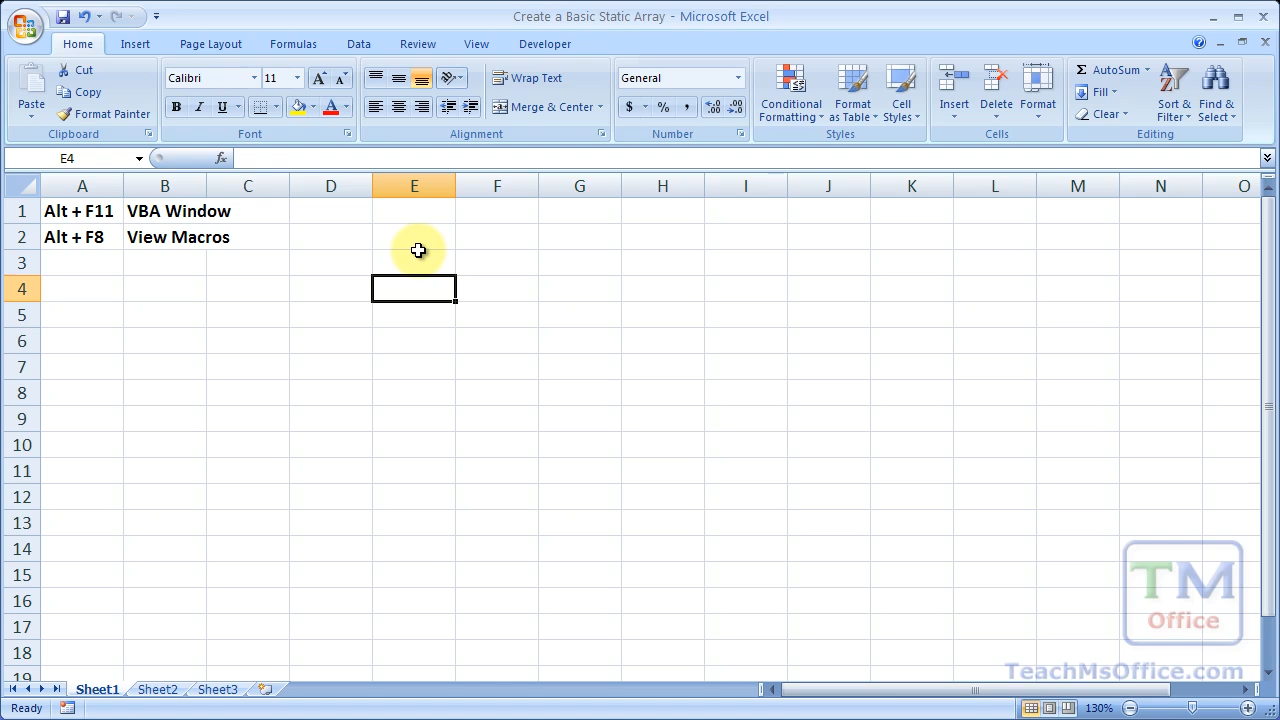 Create a Basic Static Array - Microsoft Excel
Home Insert Page Layout Formulas Data Review View Developer
Paste
Cut
Copy
Format Painter
Clipboard
Calibri 11
B I U A
Font
Wrap Text
Merge & Center
Alignment
General
$ % ,
Number
Conditional Formatting
Format as Table
Cell Styles
Styles
Insert Delete Format
Cells
Σ AutoSum
Fill
Clear
Sort & Filter
Find & Select
Editing
E4 fx
A B C D E F G H I J K L M N O
1 Alt + F11 VBA Window
2 Alt + F8 View Macros
3
4
5
6
7
8
9
10
11
12
13
14
15
16
17
18
19
TM
Office
TeachMsOffice.com
Sheet1 Sheet2 Sheet3
Ready 130%